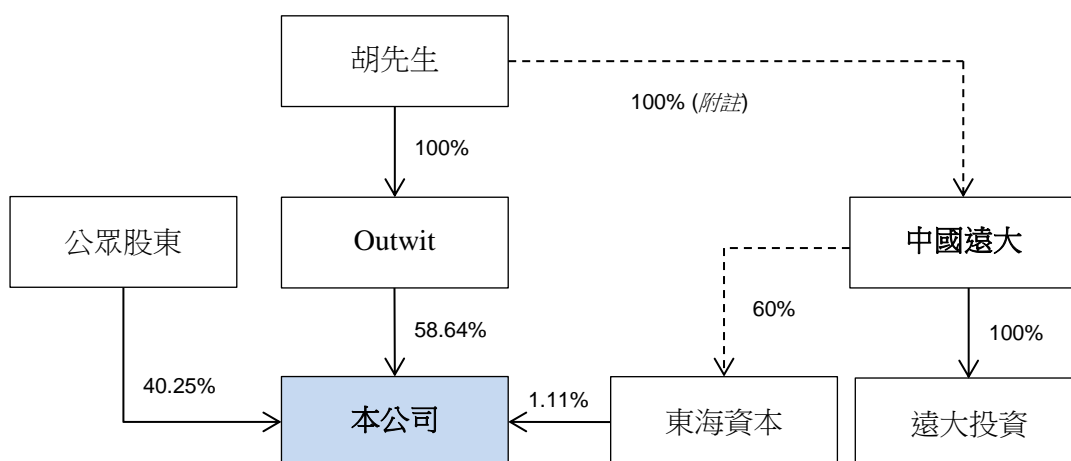 胡先生
100% (附註)
100%
公眾股東
Outwit
中國遠大
58.64%
60%
100%
40.25%
本公司
1.11%
東海資本
遠大投資